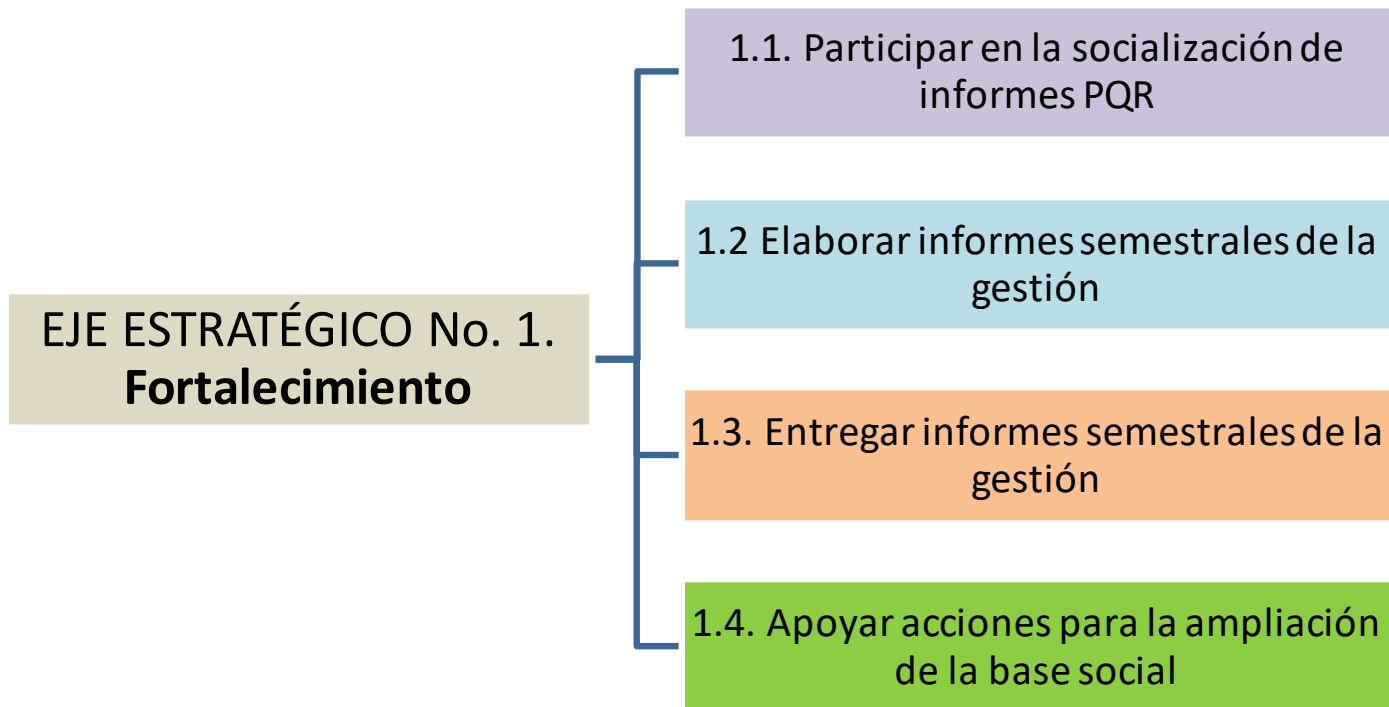 EJE ESTRATÉGICO No. 1.
Fortalecimiento
1.1. Participar en la socialización de
informes PQR
1.2 Elaborar informes semestrales de la
gestión
1.3. Entregar informes semestrales de la
gestión
1.4. Apoyar acciones para la ampliación
de la base social